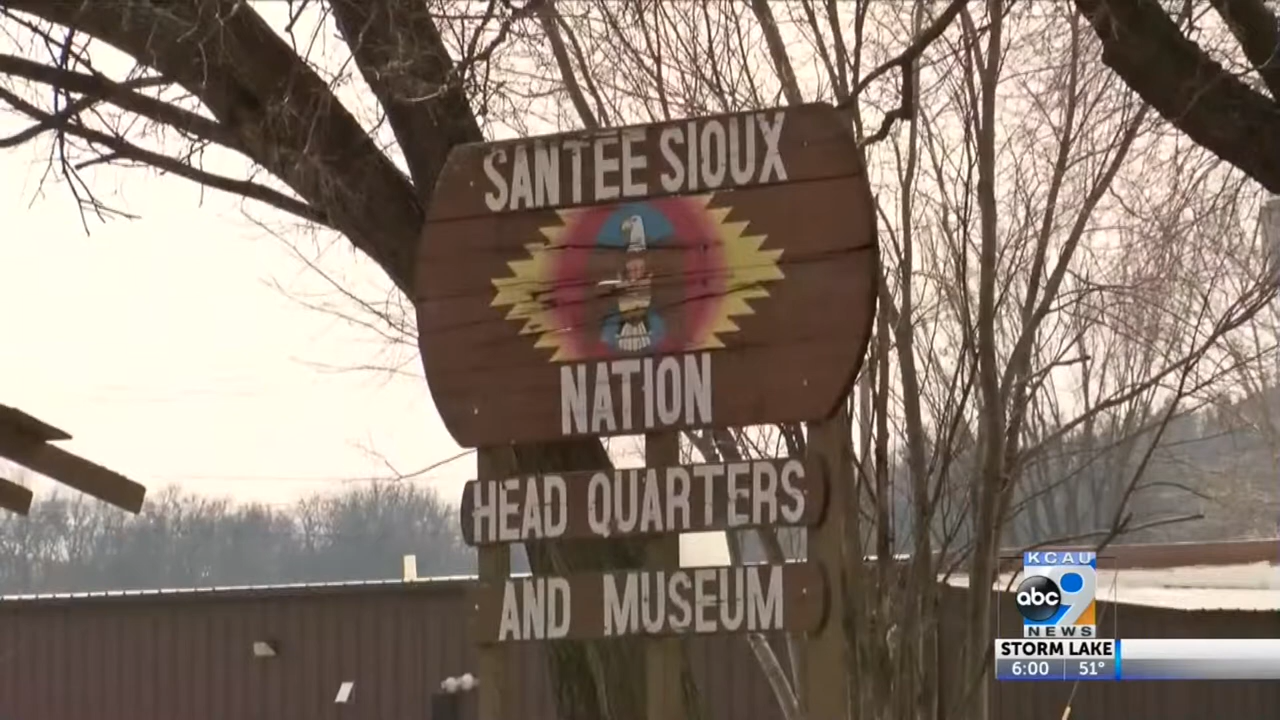 SANTEE SIOUX
NATION
HEAD QUARTERS
AND MUSEUM
KCAU
abc 9
NEWS
STORM LAKE
6:00 51°